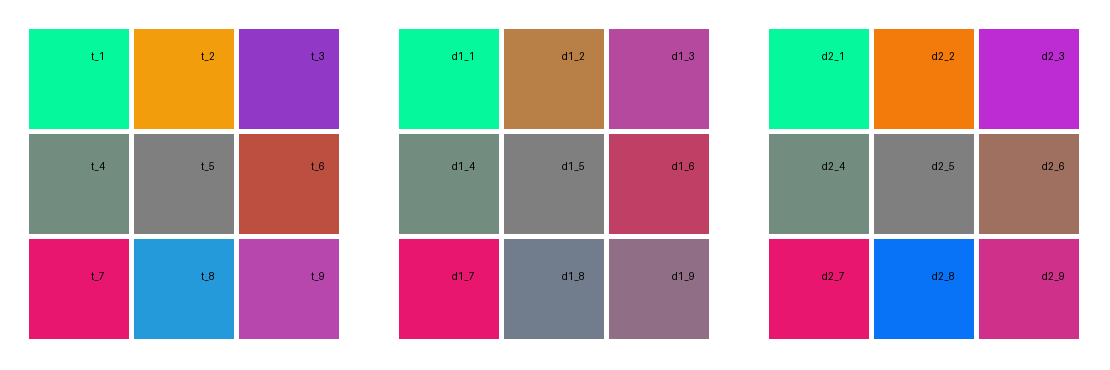 t_1 t_2 t_3 d1_1 d1_2 d1_3 d2_1 d2_2 d2_3
t_4 t_5 t_6 d1_4 d1_5 d1_6 d2_4 d2_5 d2_6
t_7 t_8 t_9 d1_7 d1_8 d1_9 d2_7 d2_8 d2_9